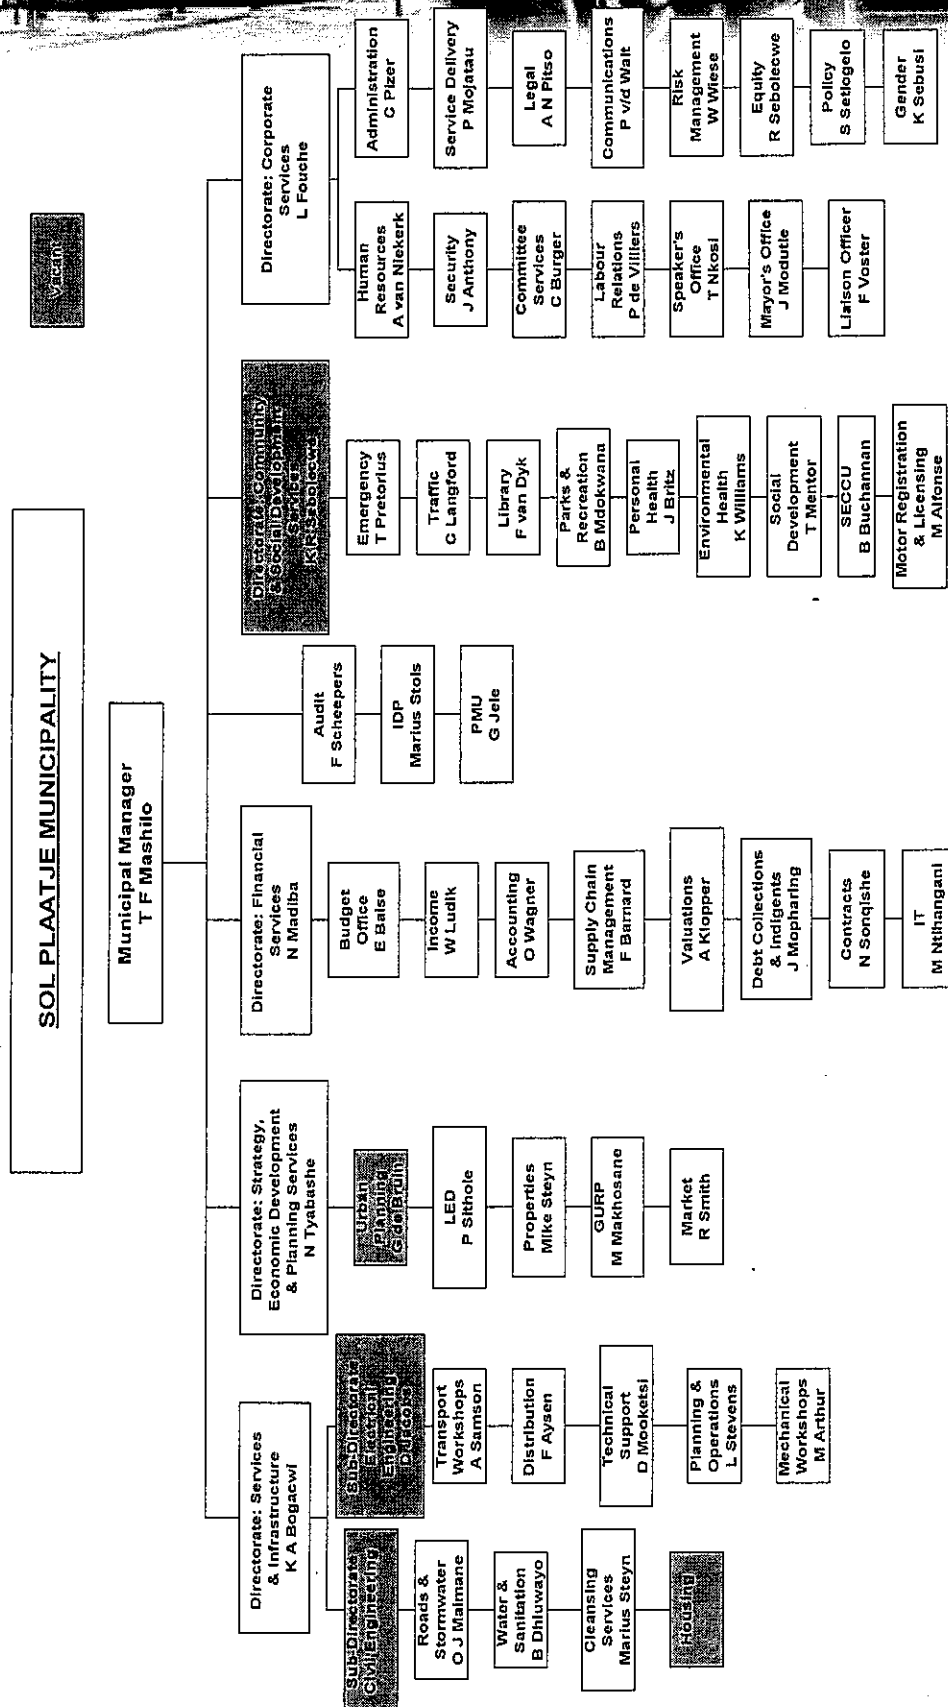 SOL PLAATJE MUNICIPALITY
Vacant
Municipal Manager
T F Mashilo
Directorate: Services
& Infrastructure
K A Bogacwi
Sub-Directorate
Civil Engineering
Roads &
Stormwater
O J Maimane
Water &
Sanitation
B Dhluwayo
Cleansing
Services
Marius Steyn
Housing
Sub-Directorate
Electrical
Engineering
D Jacobs
Transport
Workshops
A Samson
Distribution
F Aysen
Technical
Support
D Mooketsi
Planning &
Operations
L Stevens
Mechanical
Workshops
M Arthur
Directorate: Strategy,
Economic Development
& Planning Services
N Tyabashe
Urban
Planning
G de Bruin
LED
P Sithole
Properties
Mike Steyn
GURP
M Makhosane
Market
R Smith
Directorate: Financial
Services
N Madiba
Budget
Office
E Balse
Income
W Ludik
Accounting
O Wagner
Supply Chain
Management
F Barnard
Valuations
A Klopper
Debt Collections
& Indigents
J Mopharing
Contracts
N Sonqishe
IT
M Ntlhangani
Audit
F Scheepers
IDP
Marius Stols
PMU
G Jele
Directorate: Community
& Social Development
Services
K R Sebolecwe
Emergency
T Pretorius
Traffic
C Langford
Library
F van Dyk
Parks &
Recreation
B Mdokwana
Personal
Health
J Britz
Environmental
Health
K Williams
Social
Development
T Mentor
SECCU
B Buchannan
Motor Registration
& Licensing
M Alfonse
Directorate: Corporate
Services
L Fouche
Human
Resources
A van Niekerk
Security
J Anthony
Committee
Services
C Burger
Labour
Relations
P de Villiers
Speaker's
Office
T Nkosi
Mayor's Office
J Modutle
Liaison Officer
F Voster
Administration
C Pizer
Service Delivery
P Mojatau
Legal
A N Pitso
Communications
P v/d Walt
Risk
Management
W Wiese
Equity
R Sebolecwe
Policy
S Setlogelo
Gender
K Sebusi